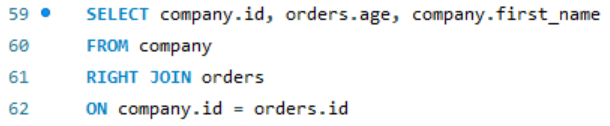 59 SELECT company.id, orders.age, company.first_name
60 FROM company
61 RIGHT JOIN orders
62 ON company.id = orders.id